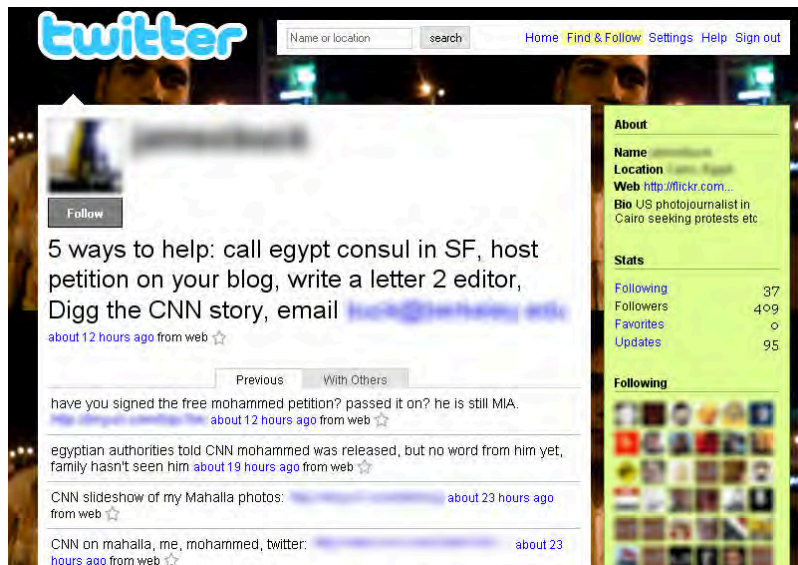 twitter
Name or location search Home Find & Follow Settings Help Sign out
Follow
5 ways to help: call egypt consul in SF, host
petition on your blog, write a letter 2 editor,
Digg the CNN story, email
about 12 hours ago from web
Previous With Others
have you signed the free mohammed petition? passed it on? he is still MIA.
about 12 hours ago from web
egyptian authorities told CNN mohammed was released, but no word from him yet,
family hasn't seen him about 19 hours ago from web
CNN slideshow of my Mahalla photos: about 23 hours ago
from web
CNN on mahalla, me, mohammed, twitter: about 23
hours ago from web
About
Name
Location
Web http://flickr.com...
Bio US photojournalist in
Cairo seeking protests etc
Stats
Following 37
Followers 409
Favorites 0
Updates 95
Following